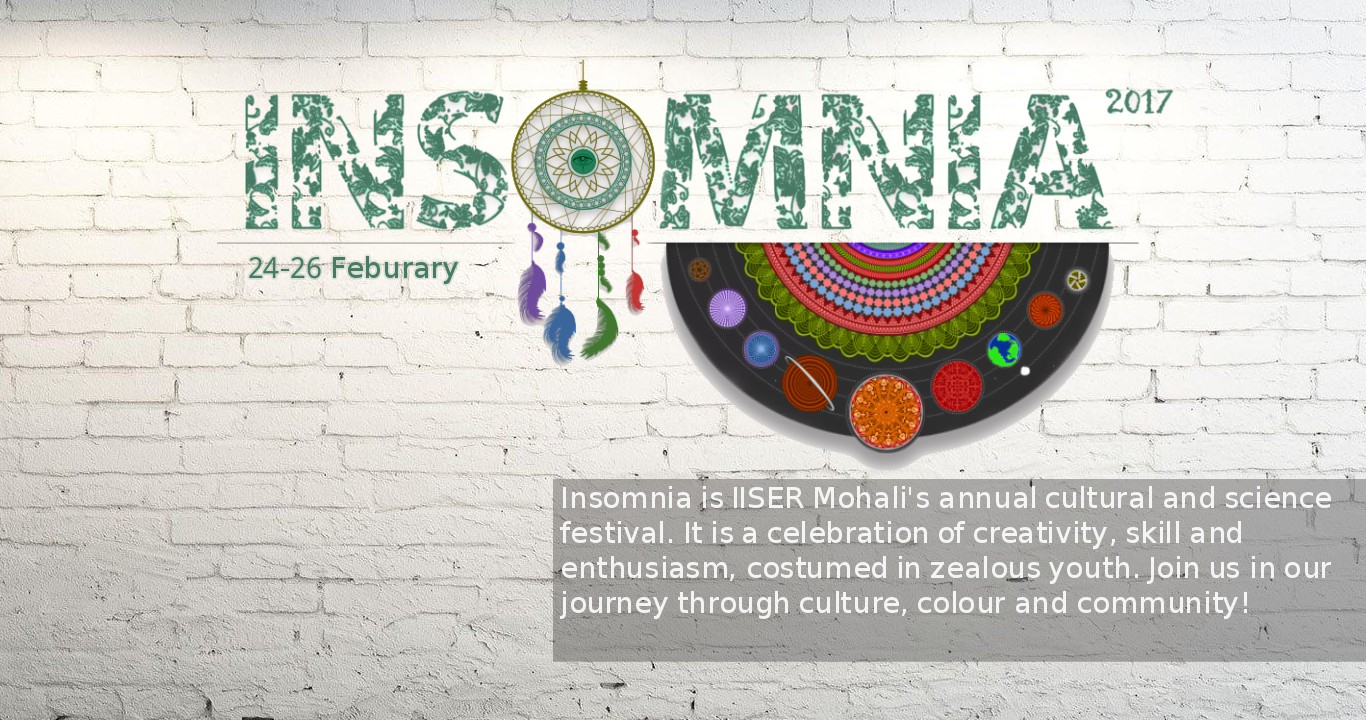 INSOMNIA 2017
24-26 Feburary
Insomnia is IISER Mohali's annual cultural and science
festival. It is a celebration of creativity, skill and
enthusiasm, costumed in zealous youth. Join us in our
journey through culture, colour and community!